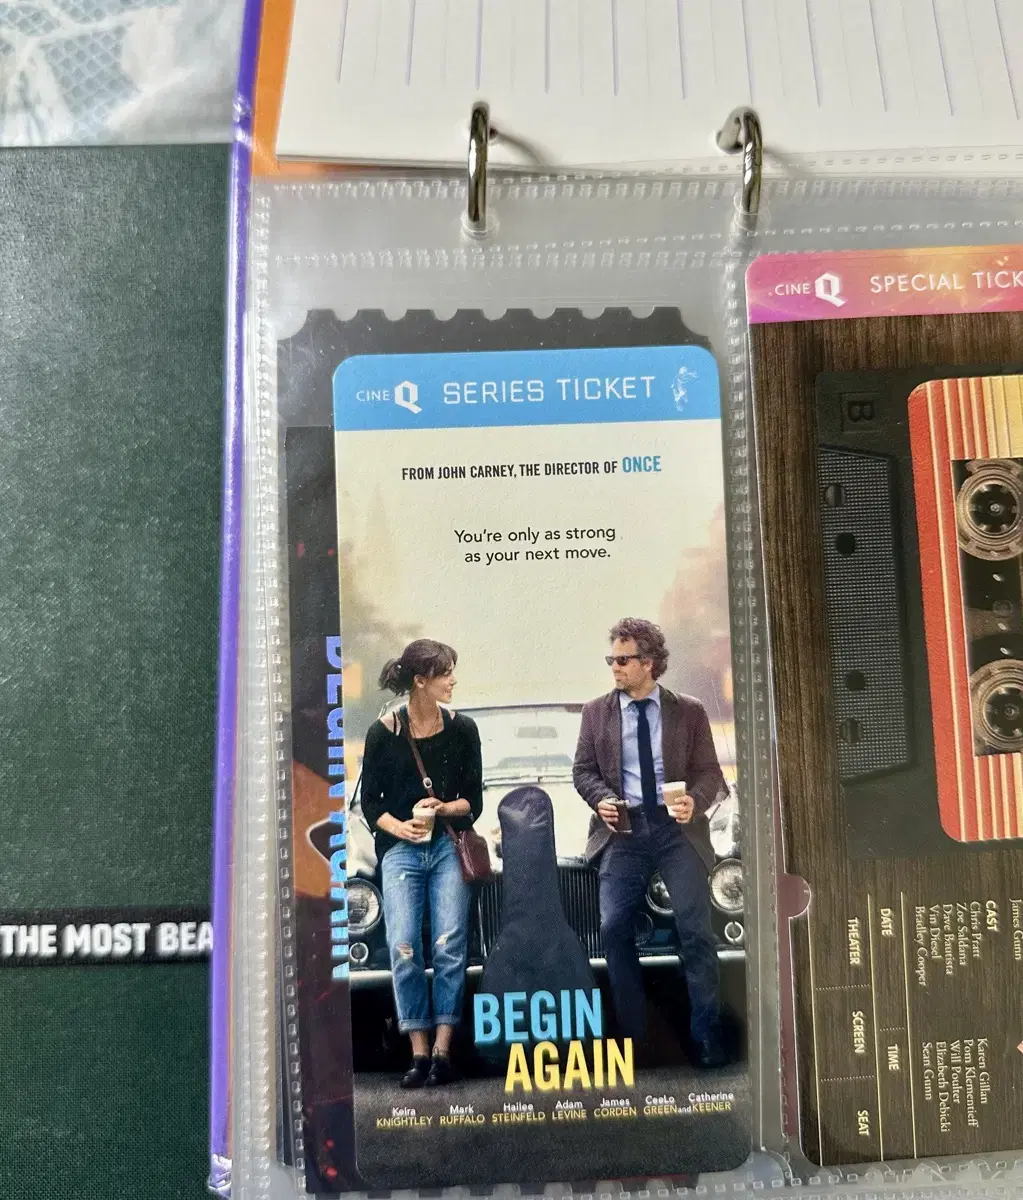 CINE Q SERIES TICKET
FROM JOHN CARNEY, THE DIRECTOR OF ONCE
You're only as strong
as your next move.
BEGIN
AGAIN
Keira KNIGHTLEY Mark RUFFALO Hailee STEINFELD Adam LEVINE James CORDEN CeeLo GREEN and Catherine KEENER
BEGIN AGAIN
THE MOST BEA
CINE Q SPECIAL TICK
B
James Gunn
CAST
Chris Pratt
Zoe Saldana
Dave Bautista
Vin Diesel
Bradley Cooper
Karen Gillan
Pom Klementieff
Will Poulter
Elizabeth Debicki
Sean Gunn
DATE TIME
THEATER SCREEN SEAT